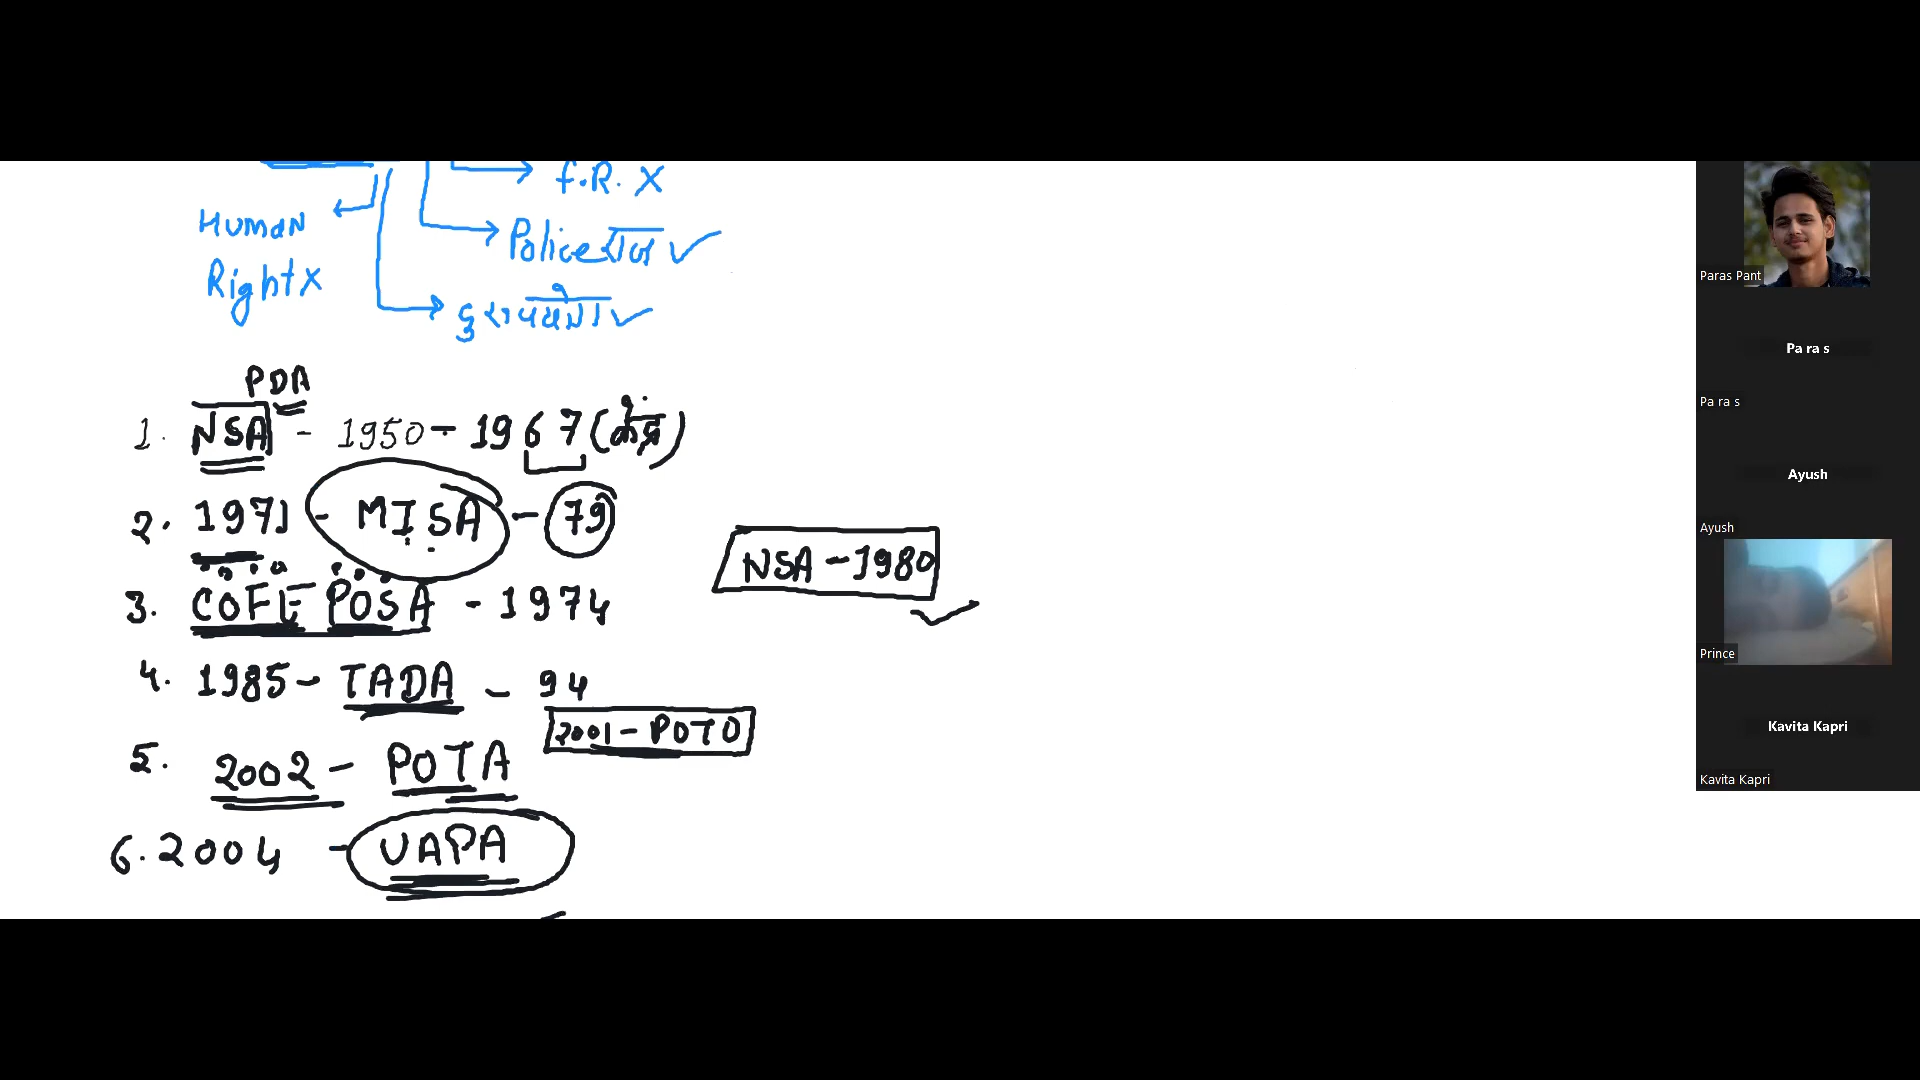 F.R. X
Human
Right X
Police राज ✓
दुरुपयोग ✓
PDA
1. NSA - 1950 - 1967 (केंद्र)
2. 1971 - MISA - 79
NSA - 1980
3. COFEPOSA - 1974
4. 1985 - TADA - 94
2001 - POTO
5. 2002 - POTA
6. 2004 - UAPA
Paras Pant
Pa ra s
Pa ra s
Ayush
Ayush
Prince
Kavita Kapri
Kavita Kapri